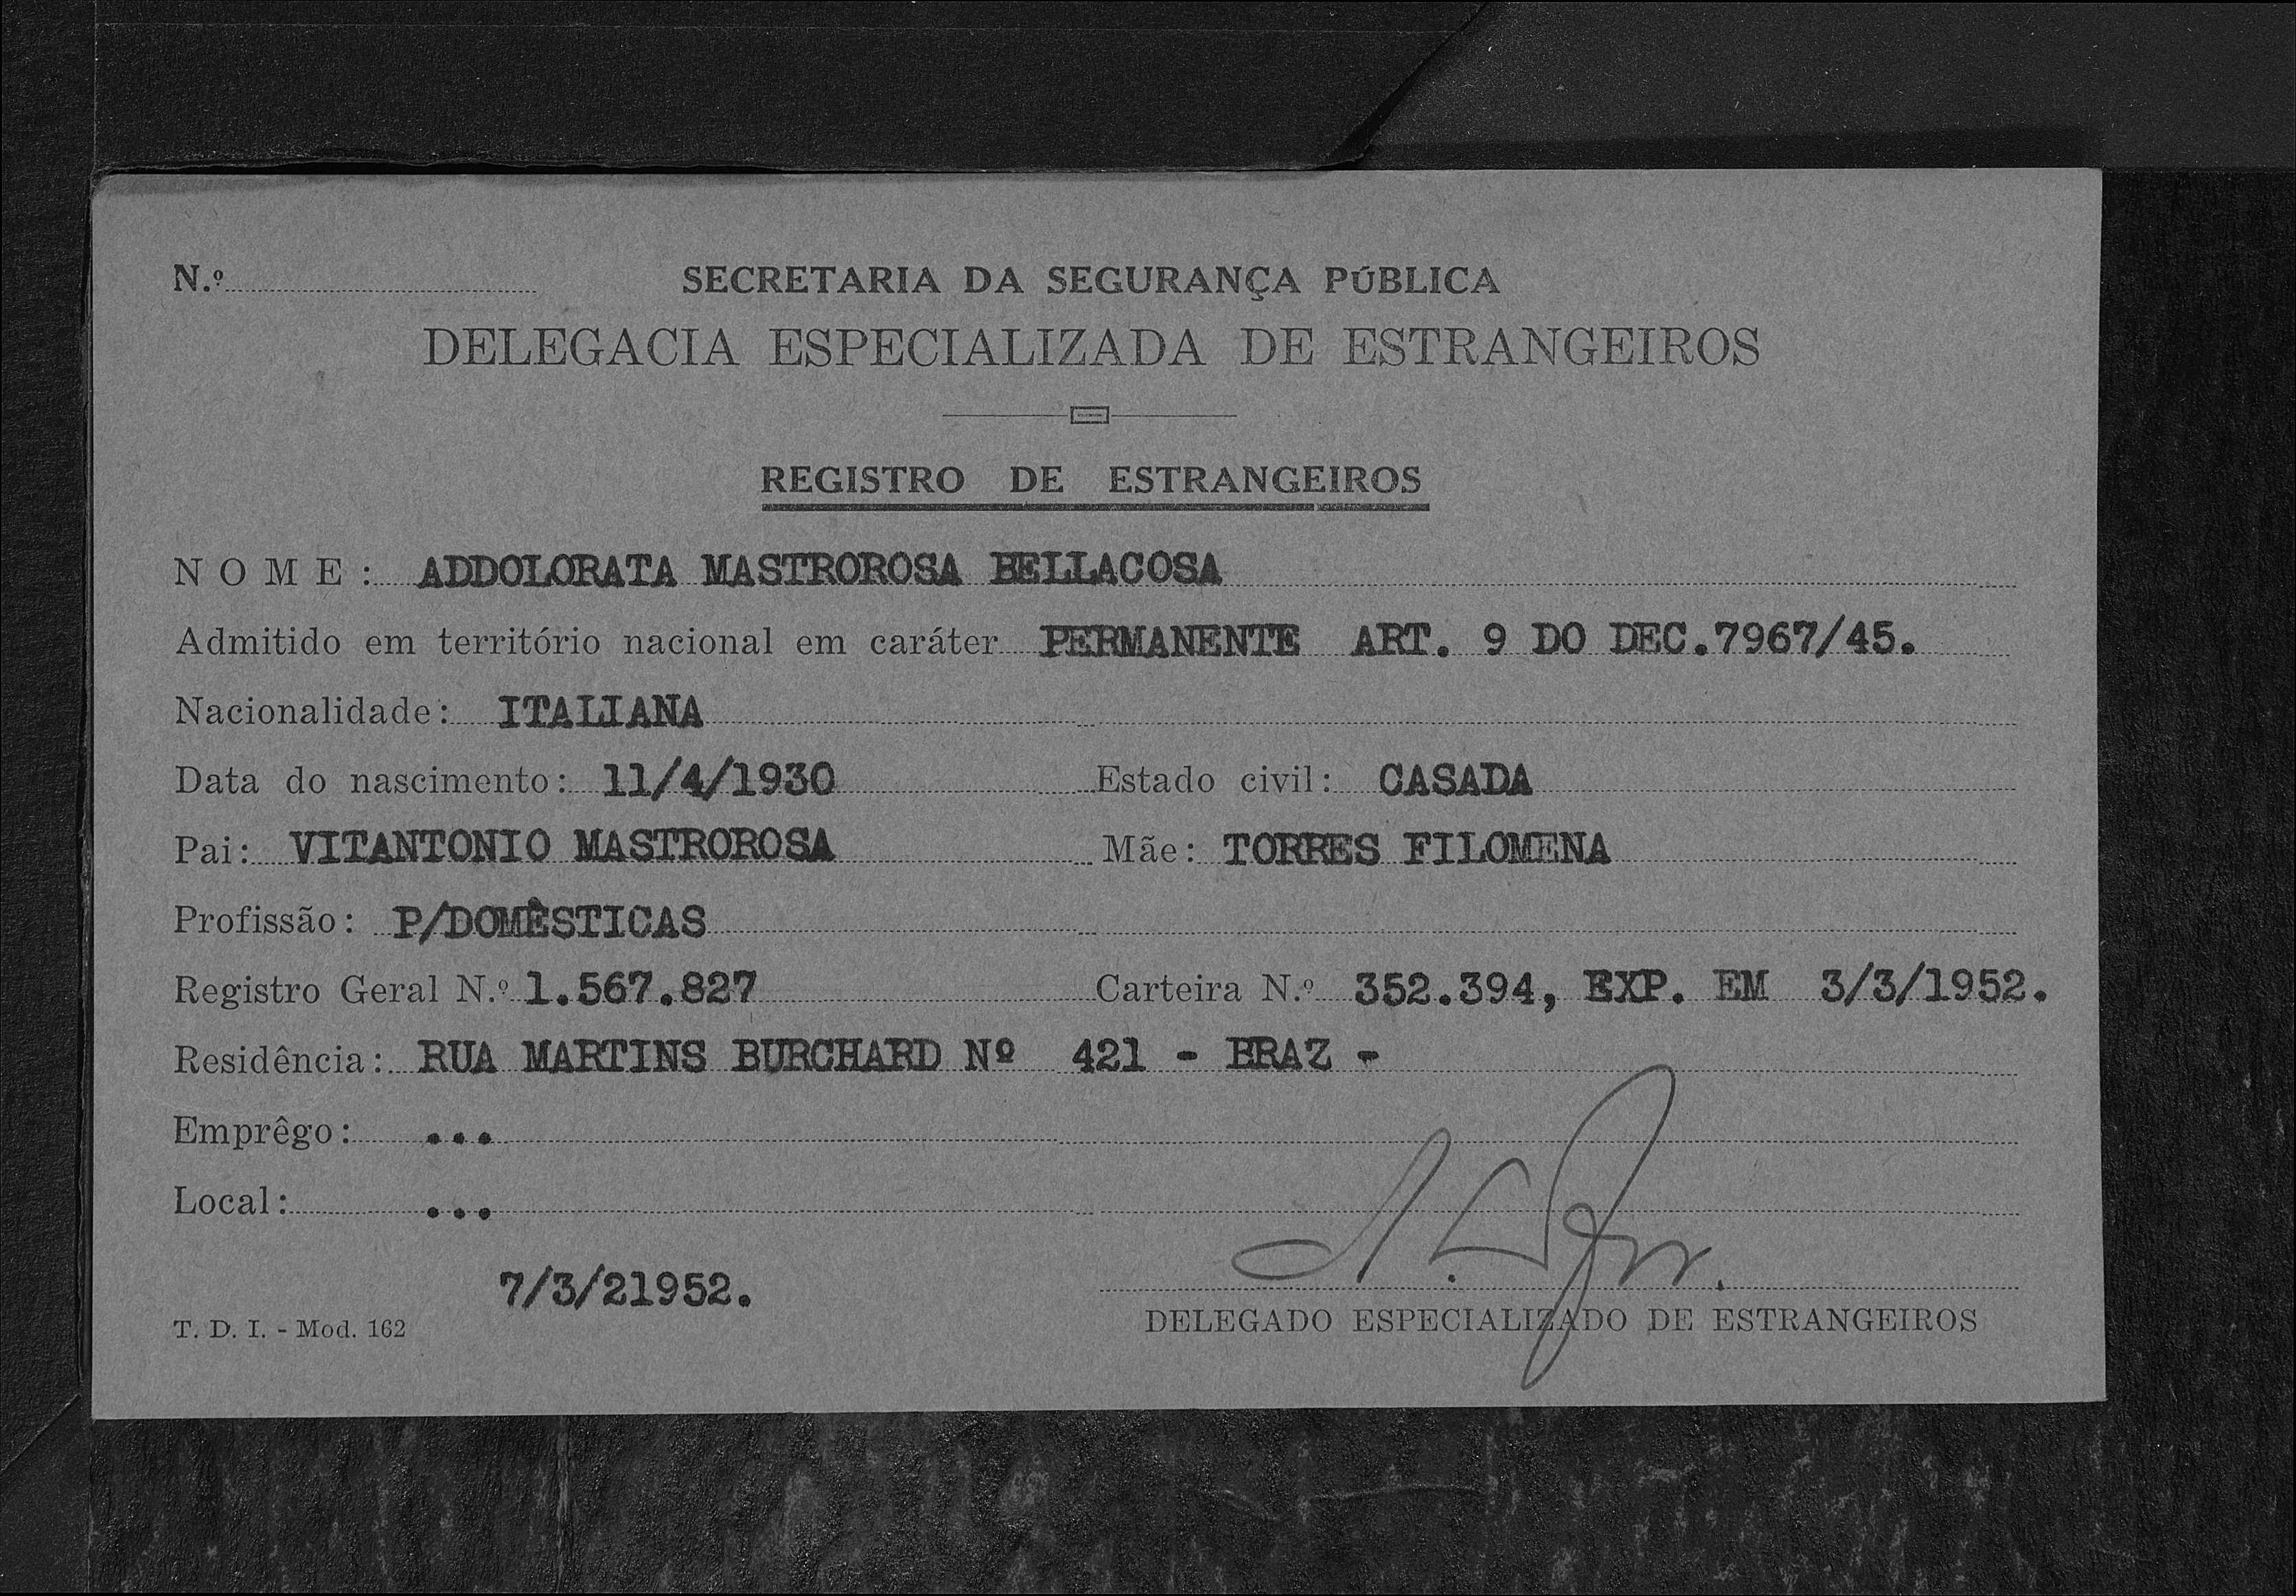 N.º SECRETARIA DA SEGURANÇA PÚBLICA
DELEGACIA ESPECIALIZADA DE ESTRANGEIROS
REGISTRO DE ESTRANGEIROS
NOME: ADDOLORATA MASTROROSA BELLACOSA
Admitido em território nacional em caráter PERMANENTE ART. 9 DO DEC.7967/45.
Nacionalidade: ITALIANA
Data do nascimento: 11/4/1930 Estado civil: CASADA
Pai: VITANTONIO MASTROROSA Mãe: TORRES FILOMENA
Profissão: P/DOMÊSTICAS
Registro Geral N.º 1.567.827 Carteira N.º 352.394, EXP. EM 3/3/1952.
Residência: RUA MARTINS BURCHARD Nº 421 - BRAZ -
Emprêgo: ...
Local: ...
7/3/21952.
T. D. I. - Mod. 162 DELEGADO ESPECIALIZADO DE ESTRANGEIROS